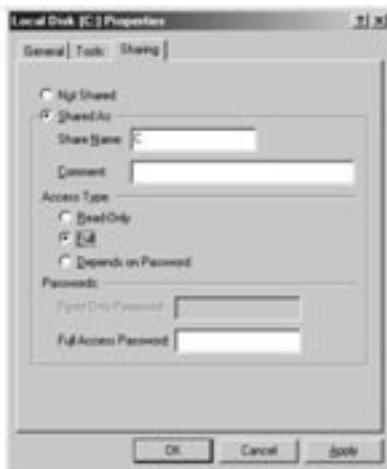 Local Disk (C:) Properties
General Tools Sharing
Not Shared
Shared As
Share Name: C
Comment:
Access Type:
Read-Only
Full
Depends on Password
Passwords:
Read-Only Password:
Full Access Password:
OK Cancel Apply